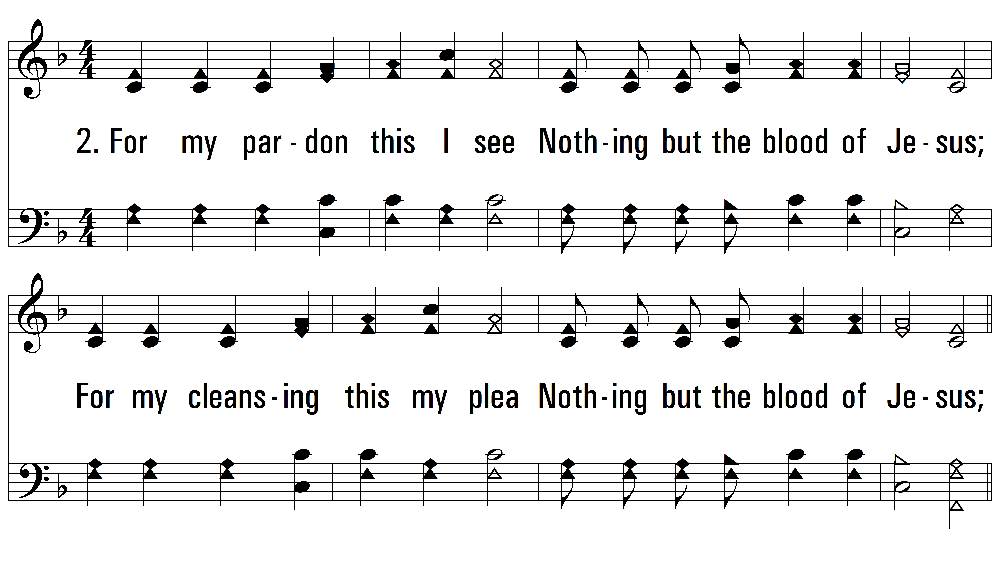 2. For my par - don this I see Noth - ing but the blood of Je - sus;
For my cleans - ing this my plea Noth - ing but the blood of Je - sus;